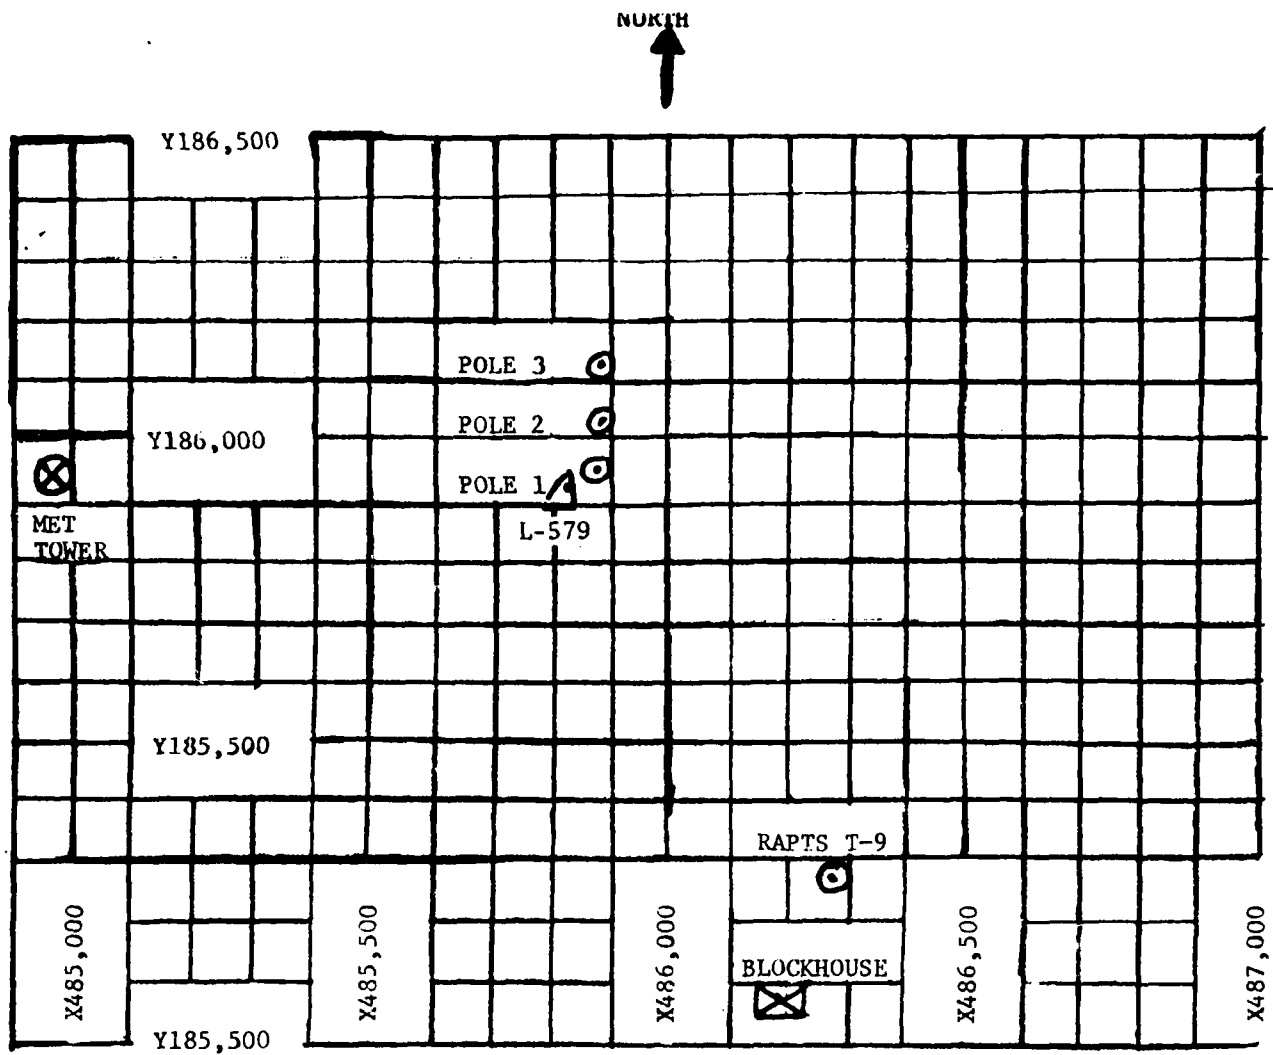 NORTH
Y186,500
POLE 3
POLE 2
Y186,000
POLE 1
L-579
MET
TOWER
Y185,500
RAPTS T-9
X485,000
X485,500
X486,000
X486,500
X487,000
BLOCKHOUSE
Y185,500